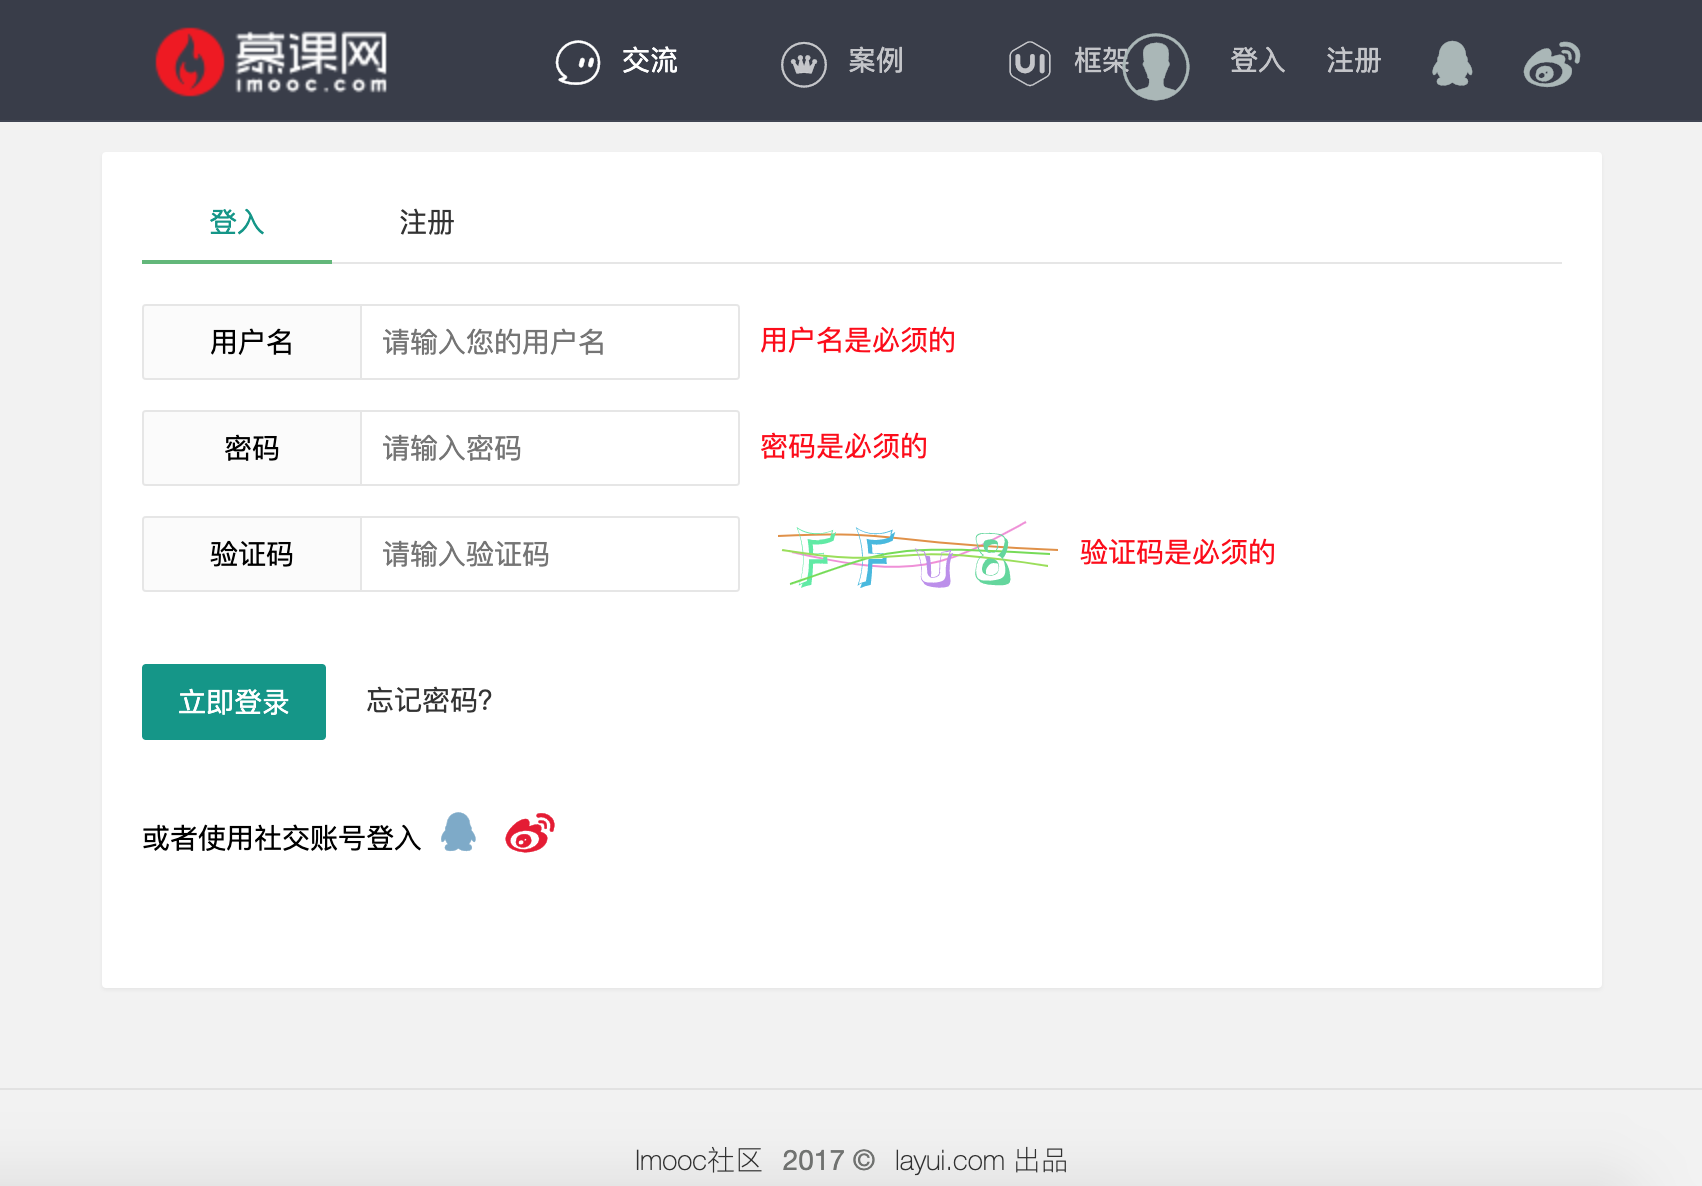 慕课网 交流 案例 框架 登入 注册
imooc.com
登入 注册
用户名 请输入您的用户名 用户名是必须的
密码 请输入密码 密码是必须的
验证码 请输入验证码 FFU8 验证码是必须的
立即登录 忘记密码?
或者使用社交账号登入
Imooc社区 2017 © layui.com 出品